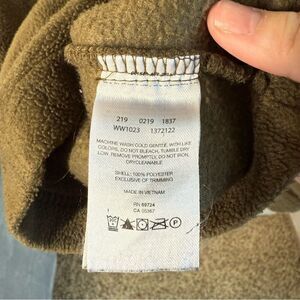 219 0219 1837
WW1023 1372122
MACHINE WASH COLD GENTLE, WITH LIKE
COLORS, DO NOT BLEACH, TUMBLE DRY
LOW, REMOVE PROMPTLY, DO NOT IRON,
DRYCLEANABLE
SHELL: 100% POLYESTER
EXCLUSIVE OF TRIMMING
MADE IN VIETNAM
RN 69724
CA 05367
P